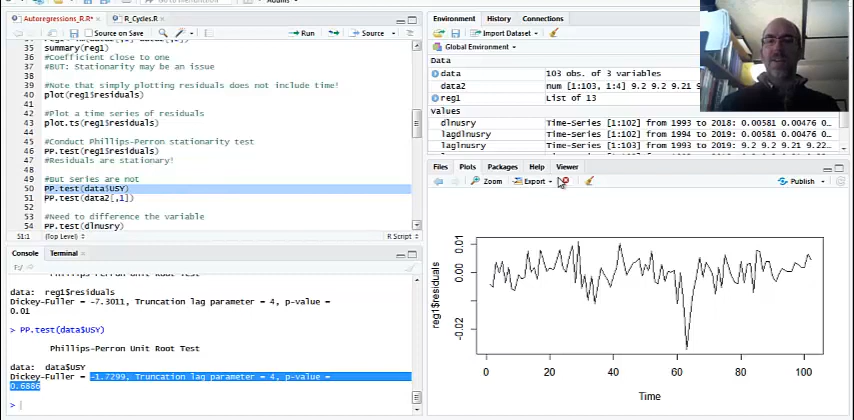 Autoregressions_R.R*
R_Cycles.R
Source on Save
Run
Source
35 summary(reg1)
36 #Coefficient close to one
37 #BUT: Stationarity may be an issue
38
39 #Note that simply plotting residuals does not include time!
40 plot(reg1$residuals)
41
42 #Plot a time series of residuals
43 plot.ts(reg1$residuals)
44
45 #Conduct Phillips-Perron stationarity test
46 PP.test(reg1$residuals)
47 #Residuals are stationary!
48
49 #But series are not
50 PP.test(data$USY)
51 PP.test(data2[,1])
52
53 #Need to difference the variable
54 PP.test(dlnusry)
51:1 (Top Level) R Script
Console Terminal
F:/
data: reg1$residuals
Dickey-Fuller = -7.3011, Truncation lag parameter = 4, p-value =
0.01
> PP.test(data$USY)
Phillips-Perron Unit Root Test
data: data$USY
Dickey-Fuller = -1.7299, Truncation lag parameter = 4, p-value =
0.6886
>
Environment History Connections
Import Dataset
Global Environment
Data
data 103 obs. of 3 variables
data2 num [1:103, 1:4] 9.2 9.2 9.21 9
reg1 List of 13
values
dlnusry Time-Series [1:102] from 1993 to 2018: 0.00581 0.00476 0…
lagdlnusry Time-Series [1:102] from 1994 to 2019: 0.00581 0.00476 0…
laglnusry Time-Series [1:103] from 1993 to 2019: 9.2 9.2 9.21 9.22…
Files Plots Packages Help Viewer
Zoom Export Publish
reg1$residuals
0.01
0.00
-0.02
0 20 40 60 80 100
Time